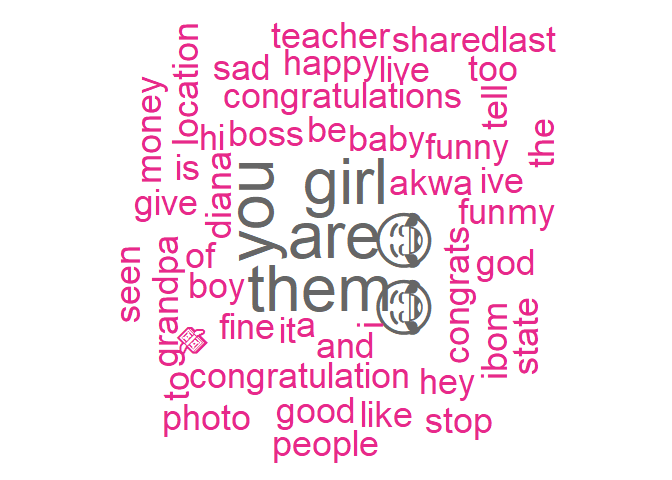 teacher sharedlast
location sad happy live too
money congratulations tell
hi boss be baby funny the
is diana you girl akwa ive
give are funmy
seen grandpa of boy them congrats god
fine it a i ibom state
and
to congratulation hey
photo good like stop
people